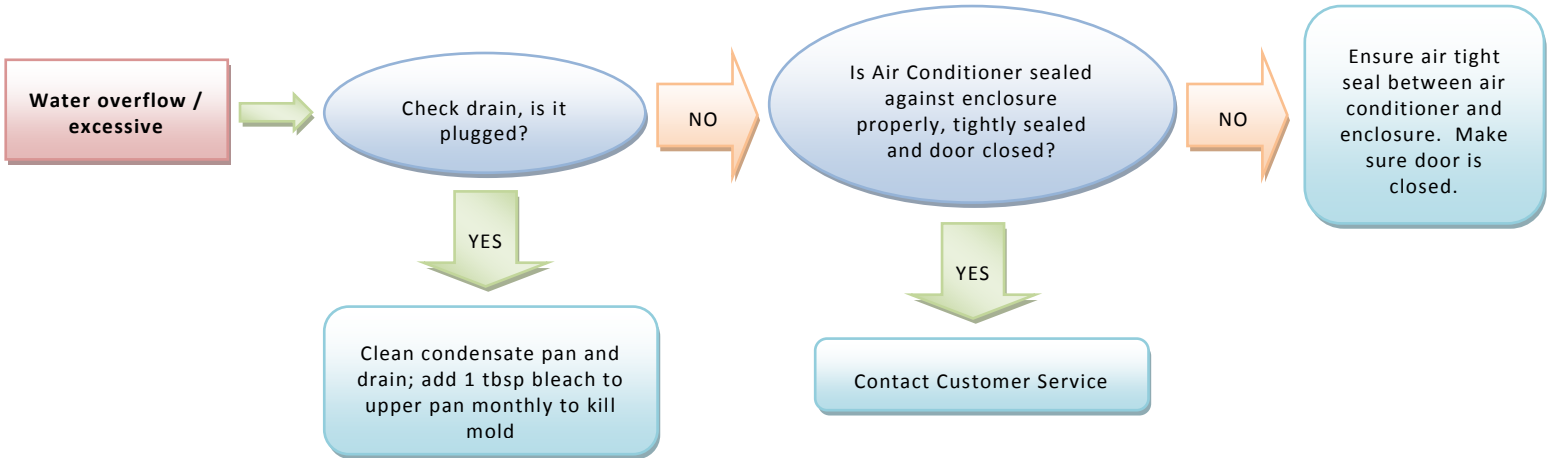 Water overflow /
excessive
Check drain, is it
plugged?
NO
Is Air Conditioner sealed
against enclosure
properly, tightly sealed
and door closed?
NO
Ensure air tight
seal between air
conditioner and
enclosure.  Make
sure door is
closed.
YES
YES
Clean condensate pan and
drain; add 1 tbsp bleach to
upper pan monthly to kill
mold
Contact Customer Service